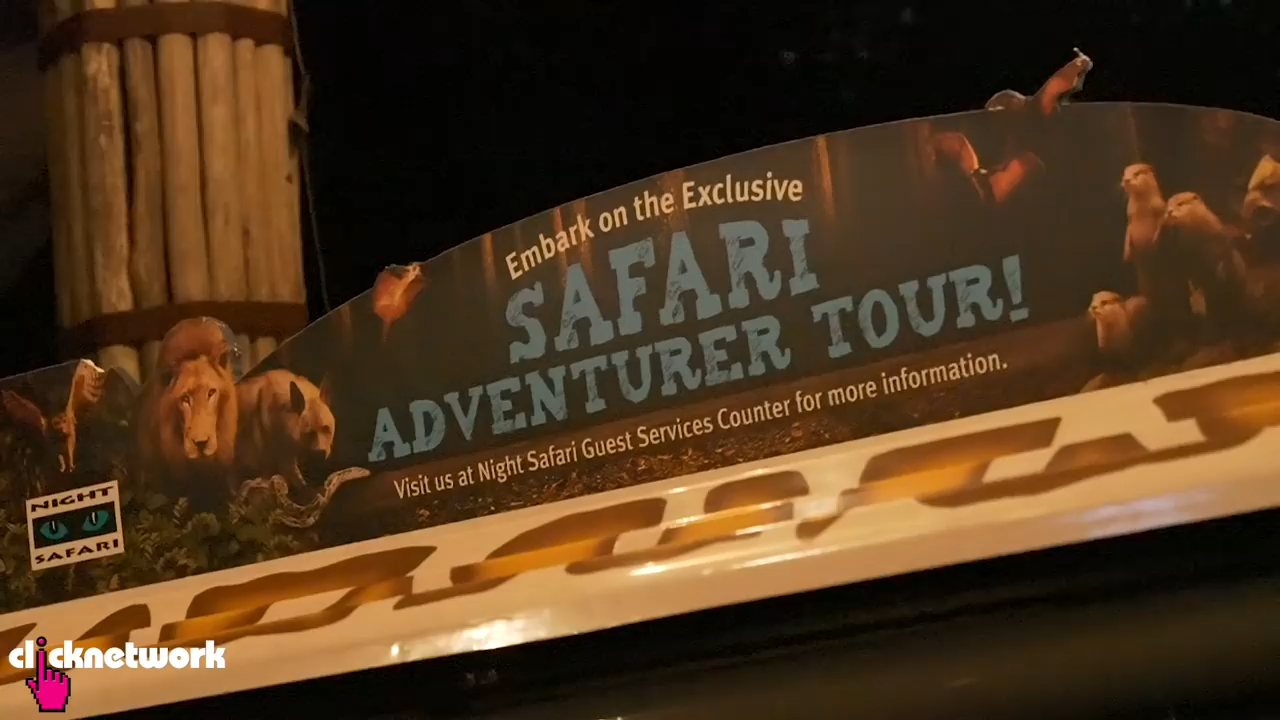 Embark on the Exclusive
SAFARI
ADVENTURER TOUR!
Visit us at Night Safari Guest Services Counter for more information.
NIGHT
SAFARI
clicknetwork